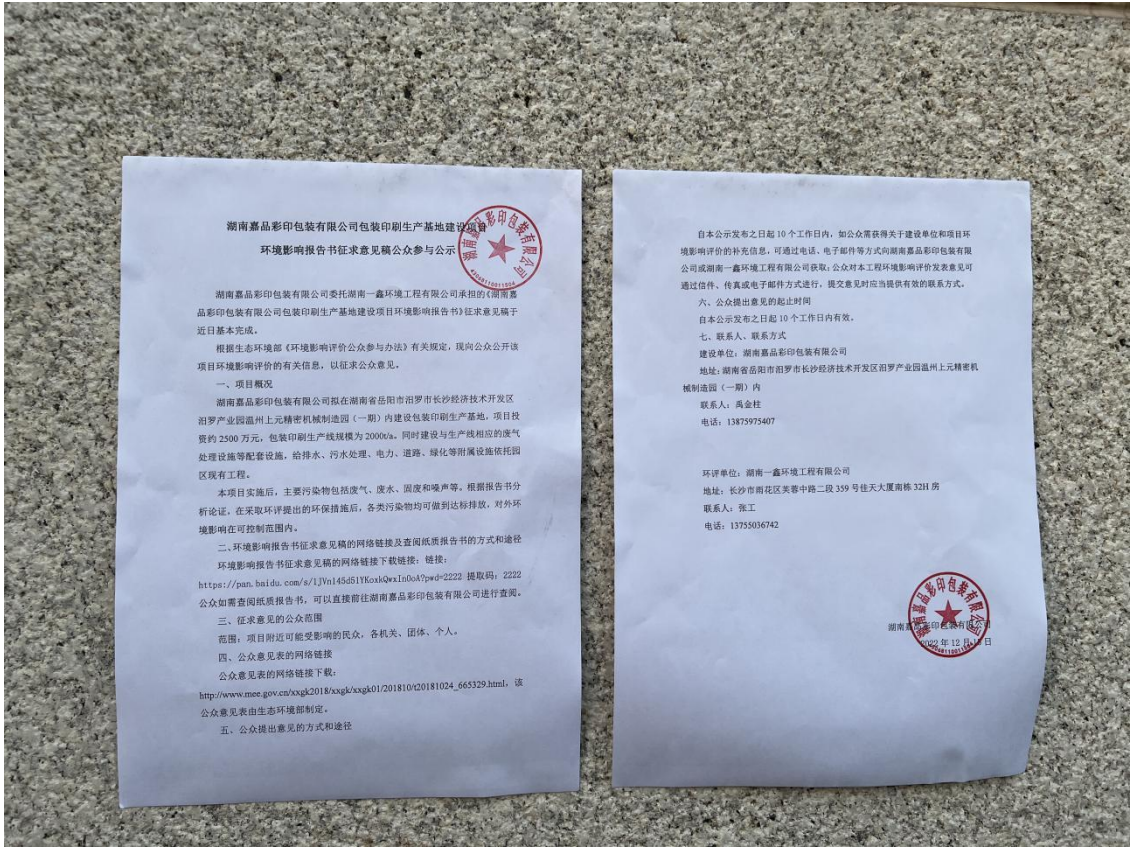 湖南嘉品彩印包装有限公司包装印刷生产基地建设项目
环境影响报告书征求意见稿公众参与公示
湖南嘉品彩印包装有限公司
湖南嘉品彩印包装有限公司委托湖南一鑫环境工程有限公司承担的《湖南嘉
品彩印包装有限公司包装印刷生产基地建设项目环境影响报告书》征求意见稿于
近日基本完成。
根据生态环境部《环境影响评价公众参与办法》有关规定，现向公众公开该
项目环境影响评价的有关信息，以征求公众意见。
一、项目概况
湖南嘉品彩印包装有限公司拟在湖南省岳阳市汨罗市长沙经济技术开发区
汨罗产业园温州上元精密机械制造园（一期）内建设包装印刷生产基地，项目投
资约 2500 万元，包装印刷生产线规模为 2000t/a。同时建设与生产线相应的废气
处理设施等配套设施，给排水、污水处理、电力、道路、绿化等附属设施依托园
区现有工程。
本项目实施后，主要污染物包括废气、废水、固废和噪声等。根据报告书分
析论证，在采取环评提出的环保措施后，各类污染物均可做到达标排放，对外环
境影响在可控制范围内。
二、环境影响报告书征求意见稿的网络链接及查阅纸质报告书的方式和途径
环境影响报告书征求意见稿的网络链接下载链接：链接：
https://pan.baidu.com/s/1jVn145d51YKoxkQwxIn0oA?pwd=2222 提取码：2222
公众如需查阅纸质报告书，可以直接前往湖南嘉品彩印包装有限公司进行查阅。
三、征求意见的公众范围
范围：项目附近可能受影响的民众，各机关、团体、个人。
四、公众意见表的网络链接
公众意见表的网络链接下载：
http://www.mee.gov.cn/xxgk2018/xxgk/xxgk01/201810/t20181024_665329.html，该
公众意见表由生态环境部制定。
五、公众提出意见的方式和途径
自本公示发布之日起 10 个工作日内，如公众需获得关于建设单位和项目环
境影响评价的补充信息，可通过电话、电子邮件等方式向湖南嘉品彩印包装有限
公司或湖南一鑫环境工程有限公司获取；公众对本工程环境影响评价发表意见可
通过信件、传真或电子邮件方式进行，提交意见时应当提供有效的联系方式。
六、公众提出意见的起止时间
自本公示发布之日起 10 个工作日内有效。
七、联系人、联系方式
建设单位：湖南嘉品彩印包装有限公司
地址：湖南省岳阳市汨罗市长沙经济技术开发区汨罗产业园温州上元精密机
械制造园（一期）内
联系人：禹金柱
电话：13875975407
环评单位：湖南一鑫环境工程有限公司
地址：长沙市雨花区芙蓉中路二段 359 号佳天大厦南栋 32H 房
联系人：张工
电话：13755036742
湖南嘉品彩印包装有限公司
湖南嘉品彩印包装有限公司
2022 年 12 月 日